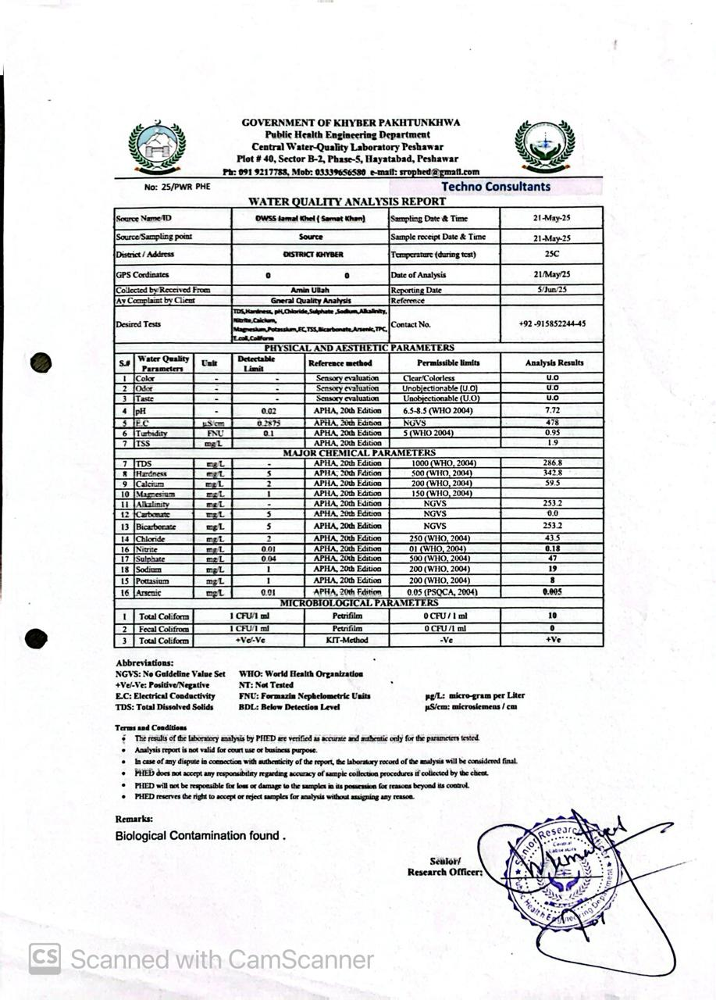 GOVERNMENT OF KHYBER PAKHTUNKHWA
Public Health Engineering Department
Central Water-Quality Laboratory Peshawar
Plot # 40, Sector B-2, Phase-5, Hayatabad, Peshawar
Ph: 091 9217788, Mob: 03339656580 e-mail: srophed@gmail.com
No: 25/PWR PHE Techno Consultants
WATER QUALITY ANALYSIS REPORT
Source Name/ID DWSS Jamal Khel ( Samat Khan) Sampling Date & Time 21-May-25
Source/Sampling point Source Sample receipt Date & Time 21-May-25
District / Address DISTRICT KHYBER Temperature (during test) 25C
GPS Cordinates 0 0 Date of Analysis 21/May/25
Collected by/Received From Amin Ullah Reporting Date 5/Jun/25
Ay Complaint by Client Gneral Quality Analysis Reference
Desired Tests TDS,Hardness, pH,Chloride,Sulphate ,Sodium,Alkalinity,
Nitrite,Calcium,
Magnesium,Potassium,EC,TSS,Bicarbonate,Arsenic,TPC,
E.coli,Coliform
Contact No. +92 -915852244-45
PHYSICAL AND AESTHETIC PARAMETERS
S.# Water Quality Parameters Unit Detectable Limit Reference method Permissible limits Analysis Results
1 Color - - Sensory evaluation Clear/Colorless U.O
2 Odor - - Sensory evaluation Unobjectionable (U.O) U.O
3 Taste - - Sensory evaluation Unobjectionable (U.O) U.O
4 pH - 0.02 APHA, 20th Edition 6.5-8.5 (WHO 2004) 7.72
5 E.C µS/cm 0.2875 APHA, 20th Edition NGVS 478
6 Turbidity FNU 0.1 APHA, 20th Edition 5 (WHO 2004) 0.95
7 TSS mg/L APHA, 20th Edition 1.9
MAJOR CHEMICAL PARAMETERS
7 TDS mg/L - APHA, 20th Edition 1000 (WHO, 2004) 286.8
8 Hardness mg/L 5 APHA, 20th Edition 500 (WHO, 2004) 342.8
9 Calcium mg/L 2 APHA, 20th Edition 200 (WHO, 2004) 59.5
10 Magnesium mg/L 1 APHA, 20th Edition 150 (WHO, 2004)
11 Alkalinity mg/L - APHA, 20th Edition NGVS 253.2
12 Carbonate mg/L 5 APHA, 20th Edition NGVS 0.0
13 Bicarbonate mg/L 5 APHA, 20th Edition NGVS 253.2
14 Chloride mg/L 2 APHA, 20th Edition 250 (WHO, 2004) 43.5
16 Nitrite mg/L 0.01 APHA, 20th Edition 01 (WHO, 2004) 0.18
17 Sulphate mg/L 0.04 APHA, 20th Edition 500 (WHO, 2004) 47
18 Sodium mg/L 1 APHA, 20th Edition 200 (WHO, 2004) 19
15 Pottasium mg/L 1 APHA, 20th Edition 200 (WHO, 2004) 8
16 Arsenic mg/L 0.01 APHA, 20th Edition 0.05 (PSQCA, 2004) 0.005
MICROBIOLOGICAL PARAMETERS
1 Total Coliform 1 CFU/1 ml Petrifilm 0 CFU / 1 ml 10
2 Fecal Colifrom 1 CFU/1 ml Petrifilm 0 CFU /1 ml 0
3 Total Coliform +Ve/-Ve KIT-Method -Ve +Ve
Abbreviations:
NGVS: No Guideline Value Set WHO: World Health Organization
+Ve/-Ve: Positive/Negative NT: Not Tested
E.C: Electrical Conductivity FNU: Formazin Nephelometric Units µg/L: micro-gram per Liter
TDS: Total Dissolved Solids BDL: Below Detection Level µS/cm: microsiemens / cm
Terms and Conditions
• The results of the laboratory analysis by PHED are verified as accurate and authentic only for the parameters tested.
• Analysis report is not valid for court use or business purpose.
• In case of any dispute in connection with authenticity of the report, the laboratory record of the analysis will be considered final.
• PHED does not accept any responsibility regarding accuracy of sample collection procedures if collected by the client.
• PHED will not be responsible for loss or damage to the samples in its possession for reasons beyond its control.
• PHED reserves the right to accept or reject samples for analysis without assigning any reason.
Remarks:
Biological Contamination found .
Senior/
Research Officer:
Senior Research Officer
Central
Public Health Engineering Department
CS Scanned with CamScanner